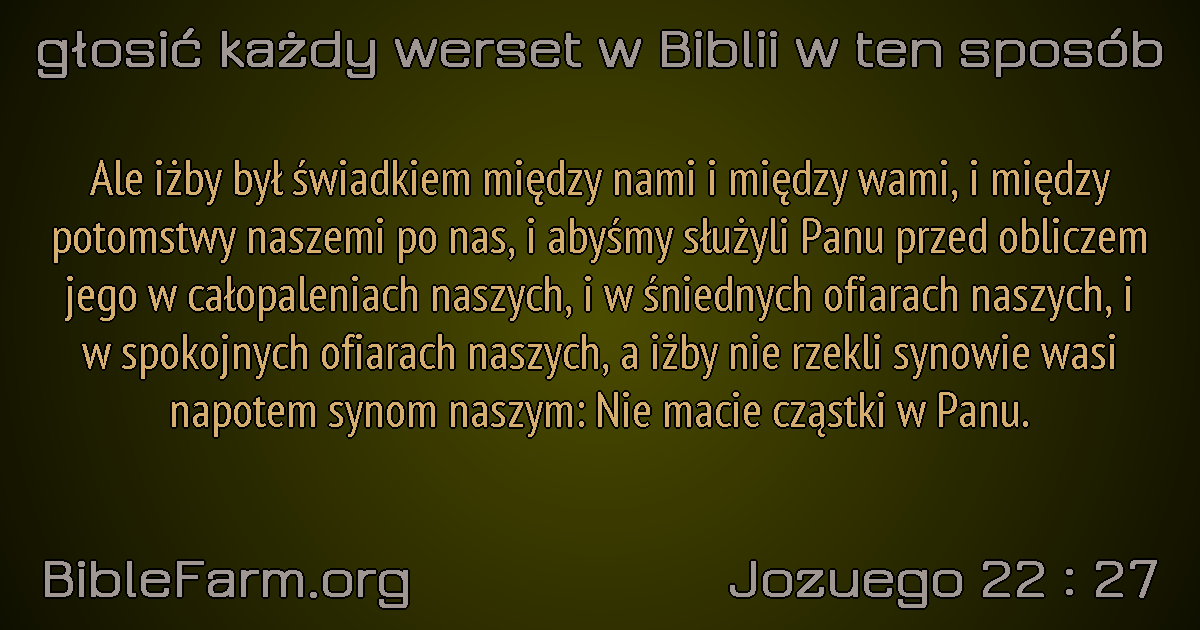 głosić każdy werset w Biblii w ten sposób
Ale iżby był świadkiem między nami i między wami, i między
potomstwy naszemi po nas, i abyśmy służyli Panu przed obliczem
jego w całopaleniach naszych, i w śniednych ofiarach naszych, i
w spokojnych ofiarach naszych, a iżby nie rzekli synowie wasi
napotem synom naszym: Nie macie cząstki w Panu.
BibleFarm.org
Jozuego 22 : 27